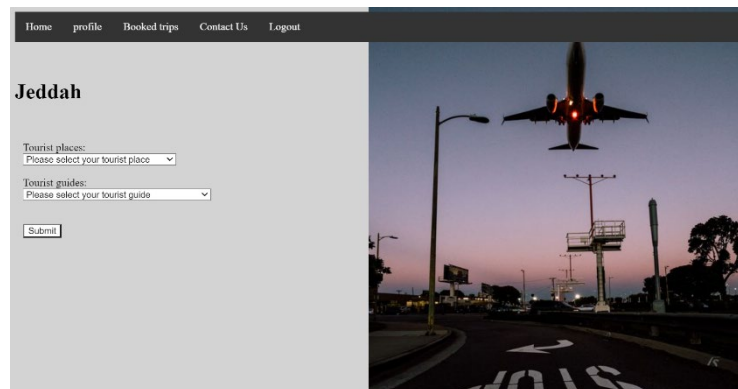 Home profile Booked trips Contact Us Logout
Jeddah
Tourist places:
Please select your tourist place
Tourist guides:
Please select your tourist guide
Submit
STOP